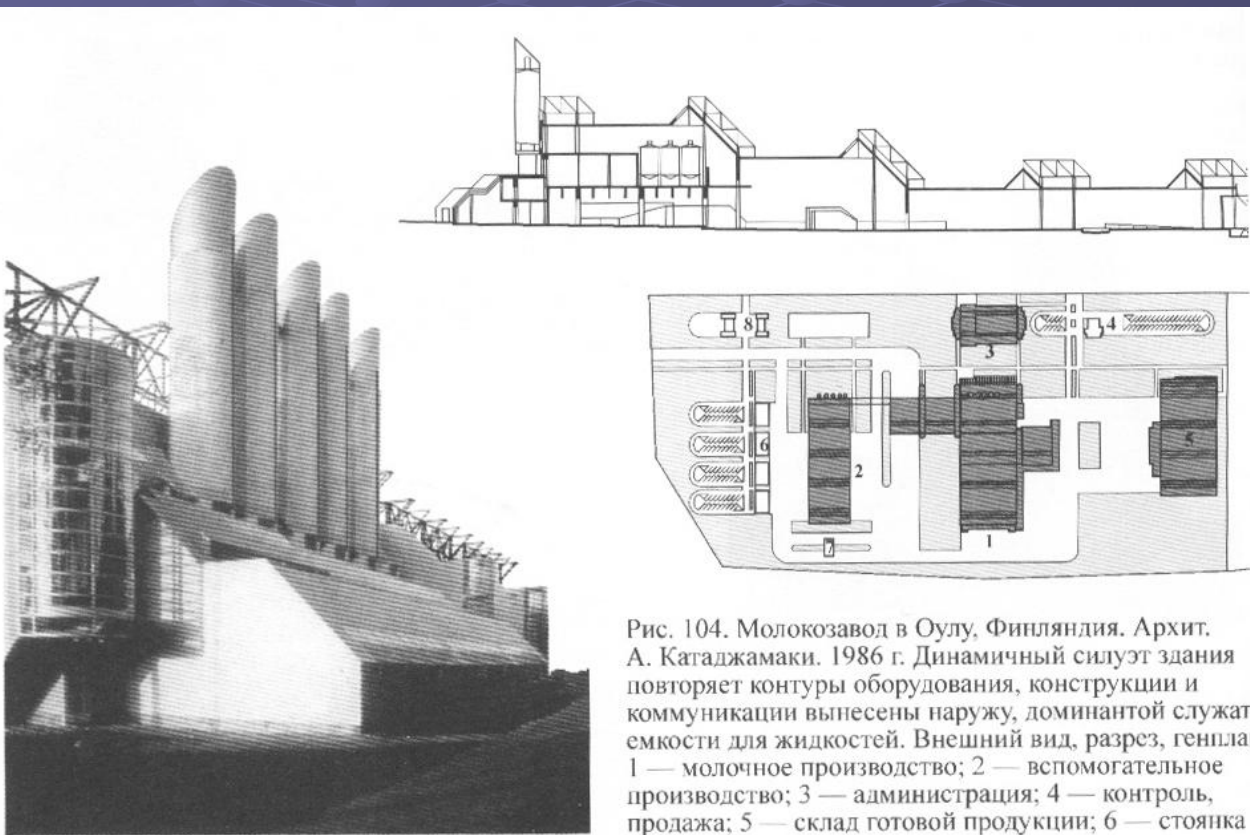 8
4
3
6
5
2
7
1
Рис. 104. Молокозавод в Оулу, Финляндия. Архит.
А. Катаджамаки. 1986 г. Динамичный силуэт здания
повторяет контуры оборудования, конструкции и
коммуникации вынесены наружу, доминантой служат
емкости для жидкостей. Внешний вид, разрез, генпла
1 — молочное производство; 2 — вспомогательное
производство; 3 — администрация; 4 — контроль,
продажа; 5 — склад готовой продукции; 6 — стоянка